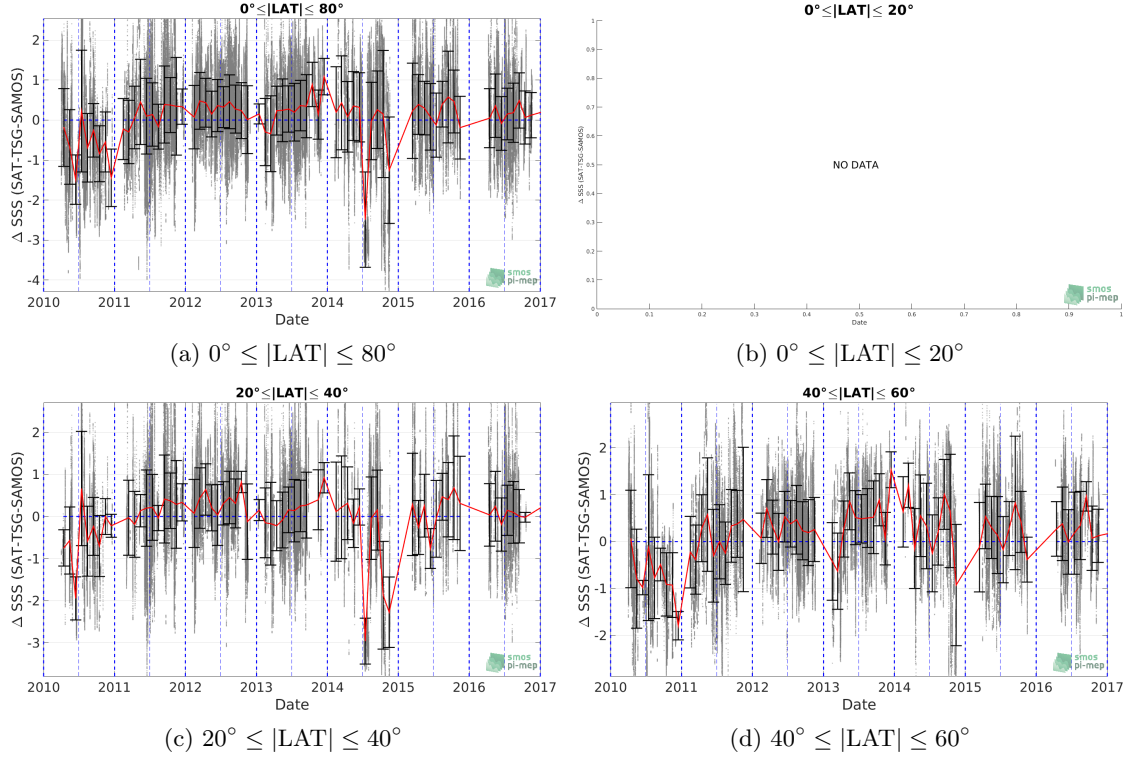 0°≤|LAT|≤ 80°
Δ SSS (SAT-TSG-SAMOS)
2
1
0
-1
-2
-3
-4
2010 2011 2012 2013 2014 2015 2016 2017
Date
smos
pi-mep
(a) 0° ≤ |LAT| ≤ 80°
0°≤|LAT|≤ 20°
Δ SSS (SAT-TSG-SAMOS)
1
0.9
0.8
0.7
0.6
0.5
0.4
0.3
0.2
0.1
0
NO DATA
0 0.1 0.2 0.3 0.4 0.5 0.6 0.7 0.8 0.9 1
Date
smos
pi-mep
(b) 0° ≤ |LAT| ≤ 20°
20°≤|LAT|≤ 40°
Δ SSS (SAT-TSG-SAMOS)
2
1
0
-1
-2
-3
2010 2011 2012 2013 2014 2015 2016 2017
Date
smos
pi-mep
(c) 20° ≤ |LAT| ≤ 40°
40°≤|LAT|≤ 60°
Δ SSS (SAT-TSG-SAMOS)
2
1
0
-1
-2
2010 2011 2012 2013 2014 2015 2016 2017
Date
smos
pi-mep
(d) 40° ≤ |LAT| ≤ 60°